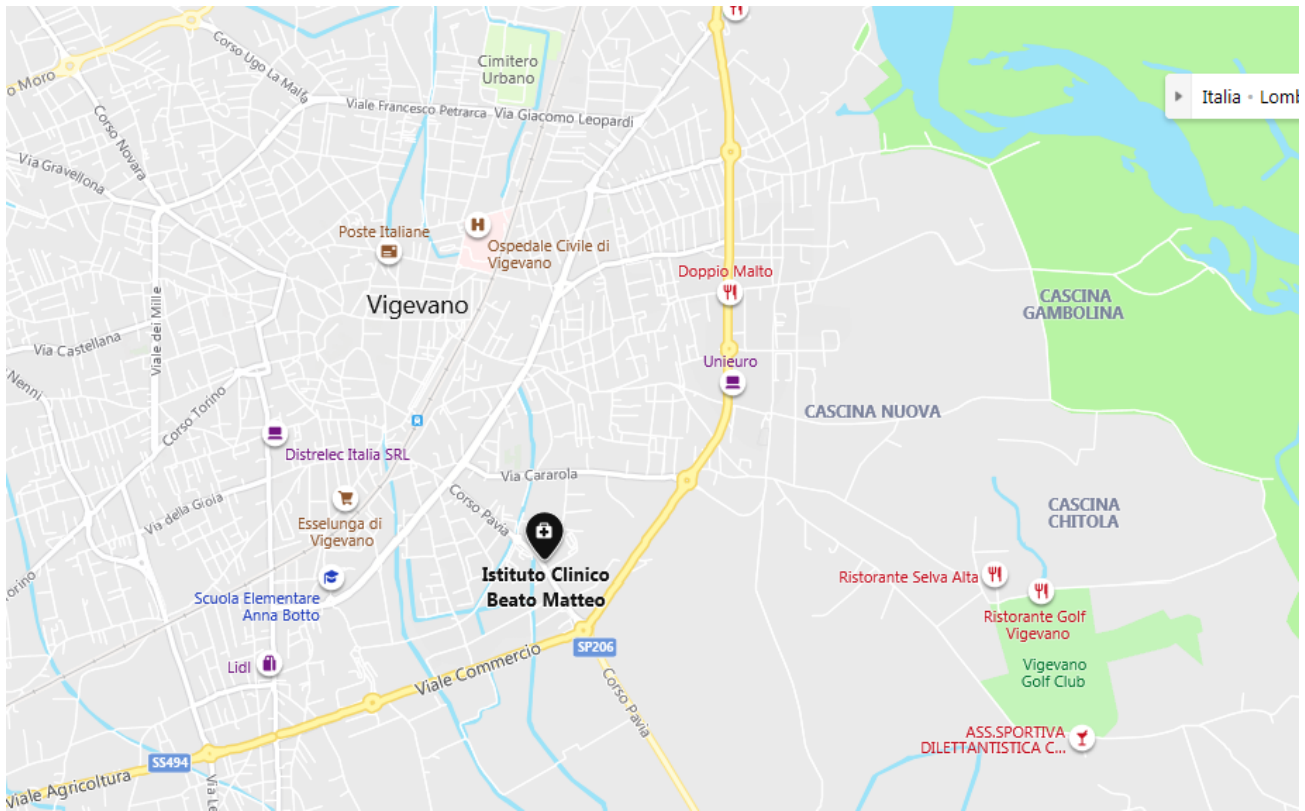 Cimitero
Urbano
o Moro
Corso Ugo La Malfa
Corso Novara
Viale Francesco Petrarca
Via Giacomo Leopardi
Italia • Lomb
Via Gravellona
Poste Italiane
H
Ospedale Civile di
Vigevano
Doppio Malto
Vigevano
CASCINA
GAMBOLINA
Viale dei Mille
Via Castellana
Nenni
Unieuro
Corso Torino
CASCINA NUOVA
Distrelec Italia SRL
Via Cararola
Corso Pavia
Via della Gioia
Esselunga di
Vigevano
CASCINA
CHITOLA
Istituto Clinico
Beato Matteo
orino
Scuola Elementare
Anna Botto
Ristorante Selva Alta
Ristorante Golf
Vigevano
Lidl
Viale Commercio
SP206
Corso Pavia
Vigevano
Golf Club
ASS.SPORTIVA
DILETTANTISTICA C...
SS494
Viale Agricoltura
Via Le